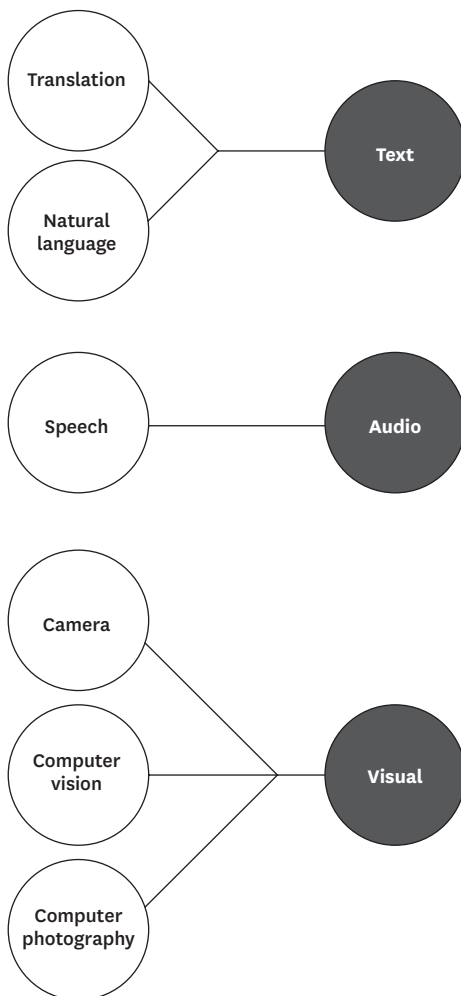 Translation
Text
Natural
language
Speech
Audio
Camera
Computer
vision
Visual
Computer
photography